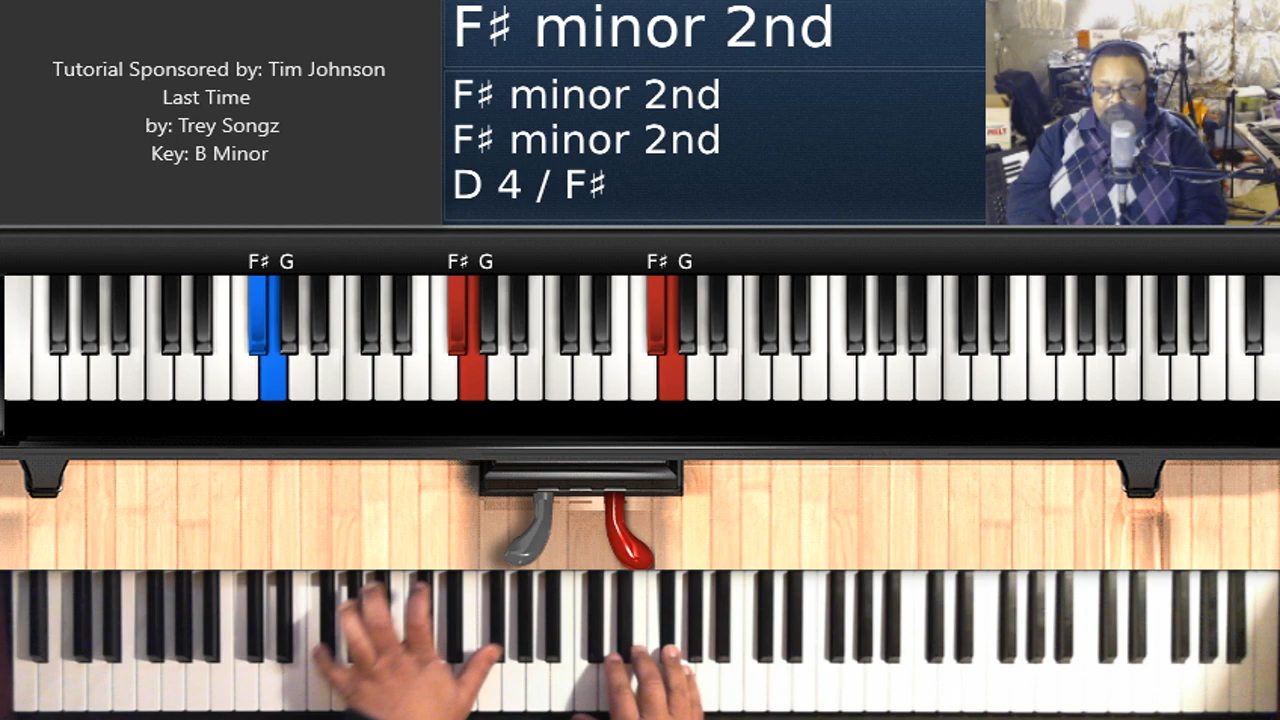 Tutorial Sponsored by: Tim Johnson
Last Time
by: Trey Songz
Key: B Minor
F♯ minor 2nd
F♯ minor 2nd
F♯ minor 2nd
D 4 / F♯
F♯ G F♯ G F♯ G